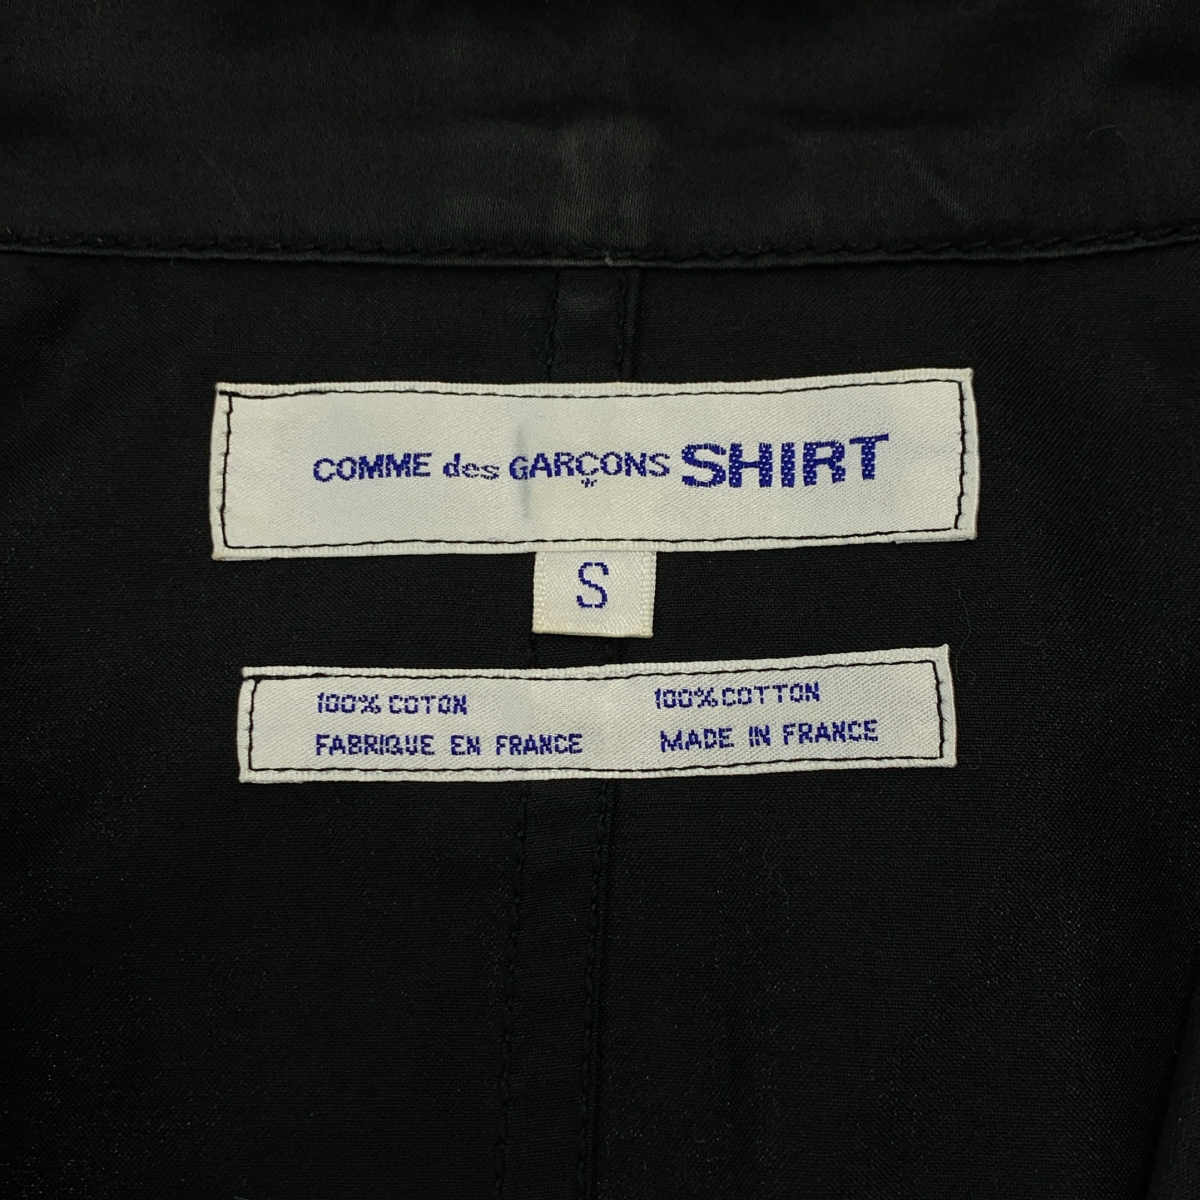 COMME des GARÇONS SHIRT
*
S
100% COTON
FABRIQUE EN FRANCE
100% COTTON
MADE IN FRANCE